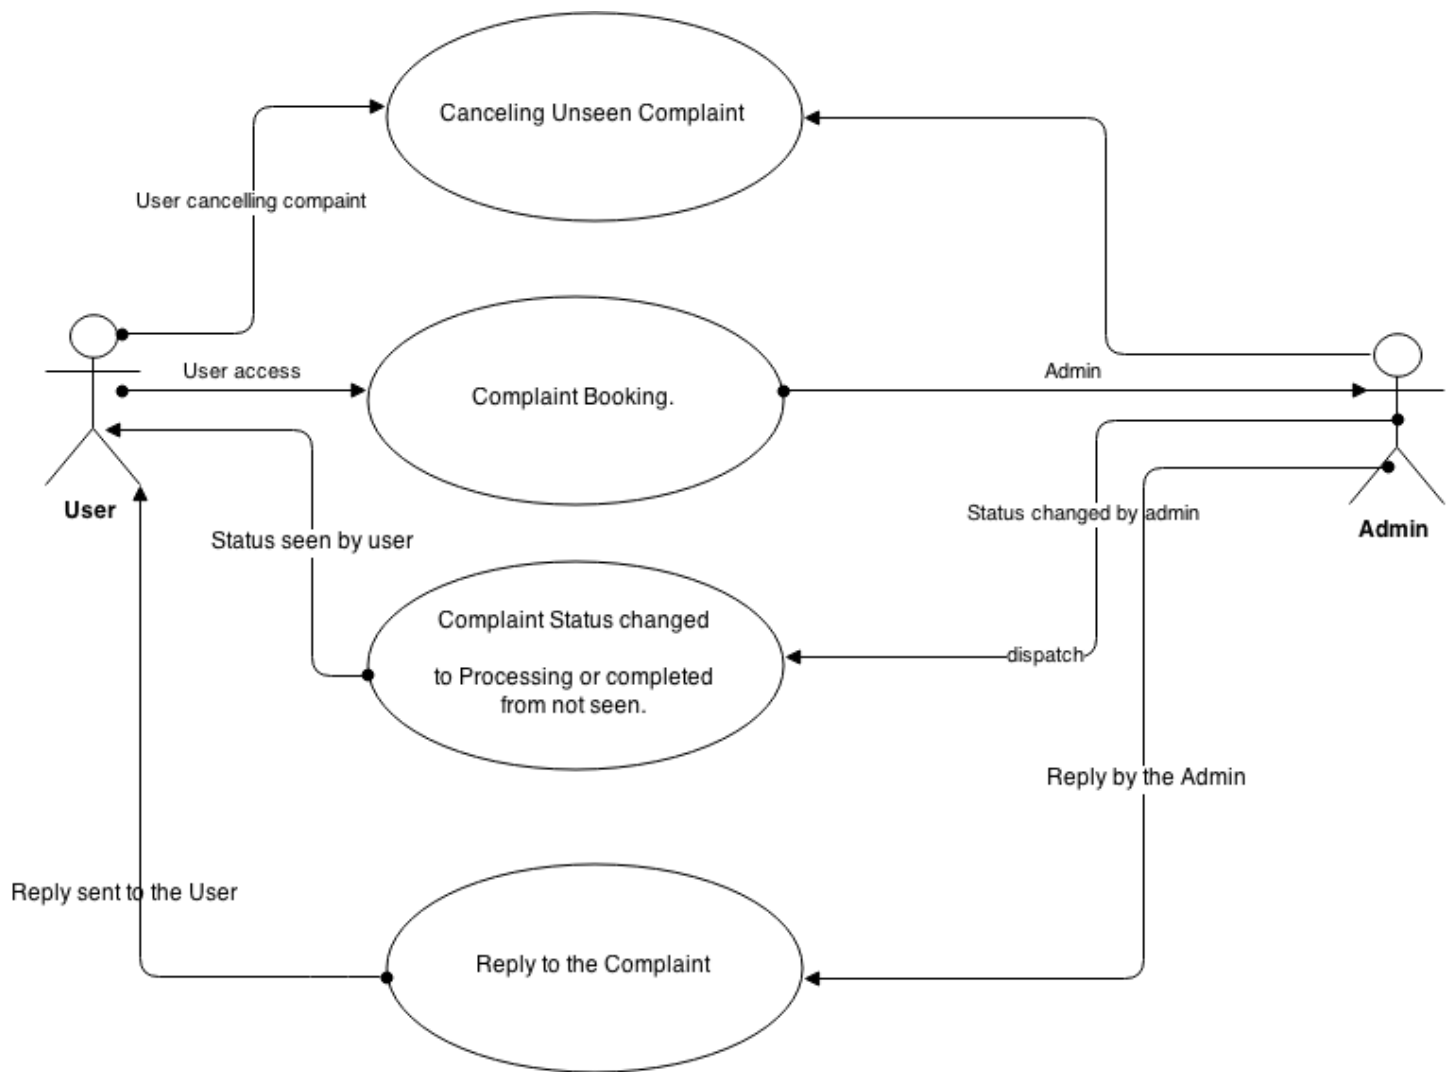 Canceling Unseen Complaint
User cancelling compaint
User access
Complaint Booking.
Admin
User
Status seen by user
Status changed by admin
Admin
Complaint Status changed
to Processing or completed
from not seen.
dispatch
Reply by the Admin
Reply sent to the User
Reply to the Complaint